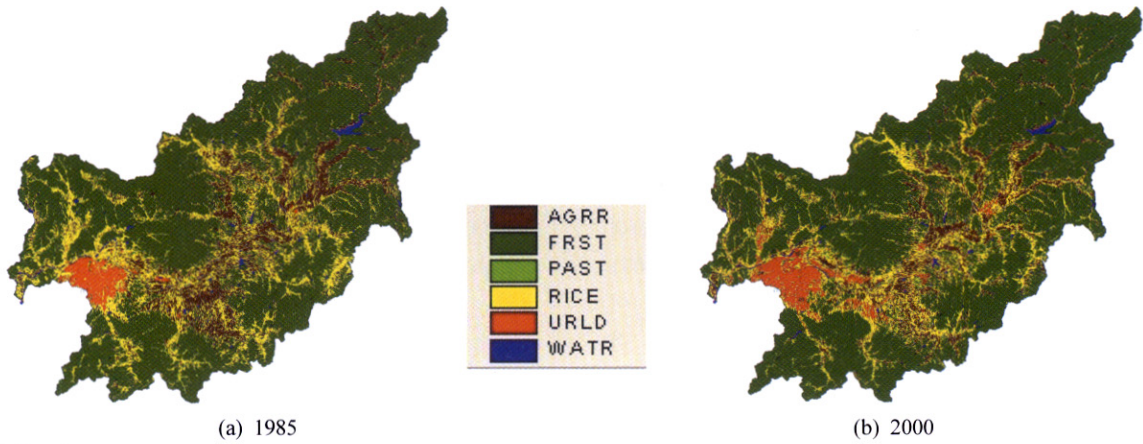 AGRR
FRST
PAST
RICE
URLD
WATR
(a) 1985
(b) 2000